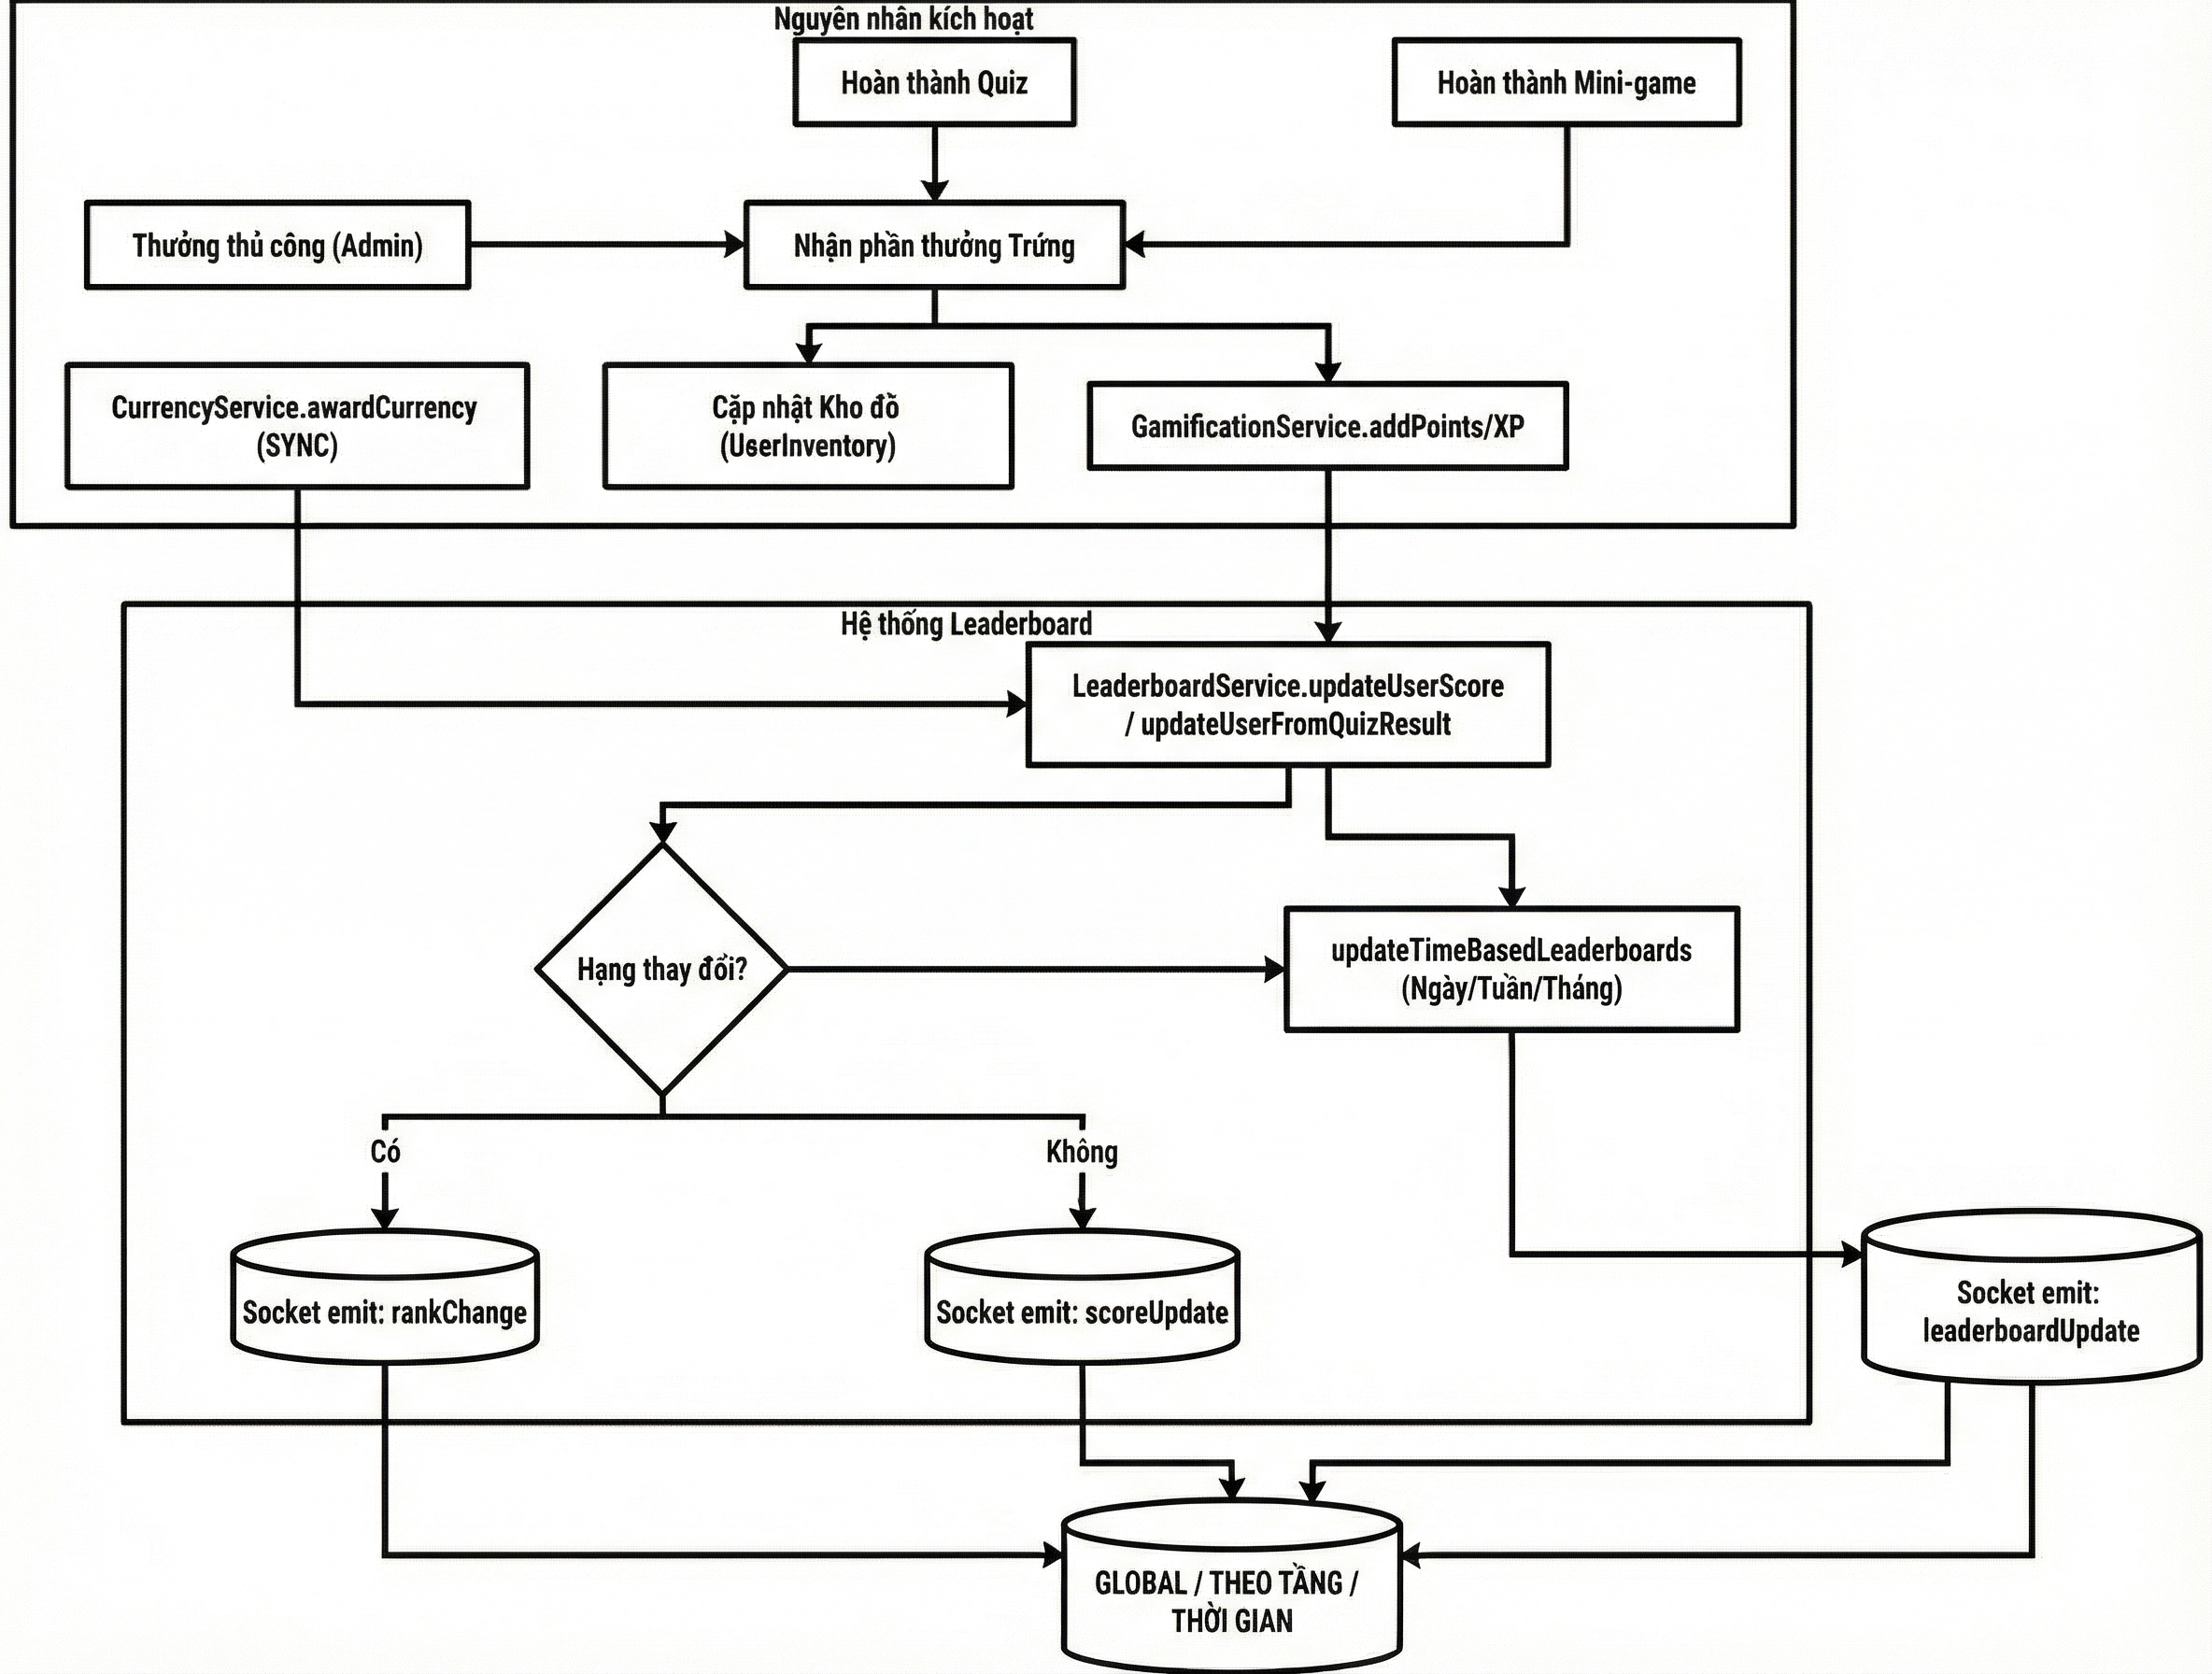 Nguyên nhân kích hoạt
Hoàn thành Quiz
Hoàn thành Mini-game
Thưởng thủ công (Admin)
Nhận phần thưởng Trứng
CurrencyService.awardCurrency
(SYNC)
Cặp nhật Kho đồ
(UserInventory)
GamificationService.addPoints/XP
Hệ thống Leaderboard
LeaderboardService.updateUserScore
/ updateUserFromQuizResult
Hạng thay đổi?
updateTimeBasedLeaderboards
(Ngày/Tuần/Tháng)
Có
Không
Socket emit: rankChange
Socket emit: scoreUpdate
Socket emit:
leaderboardUpdate
GLOBAL / THEO TẦNG /
THỜI GIAN